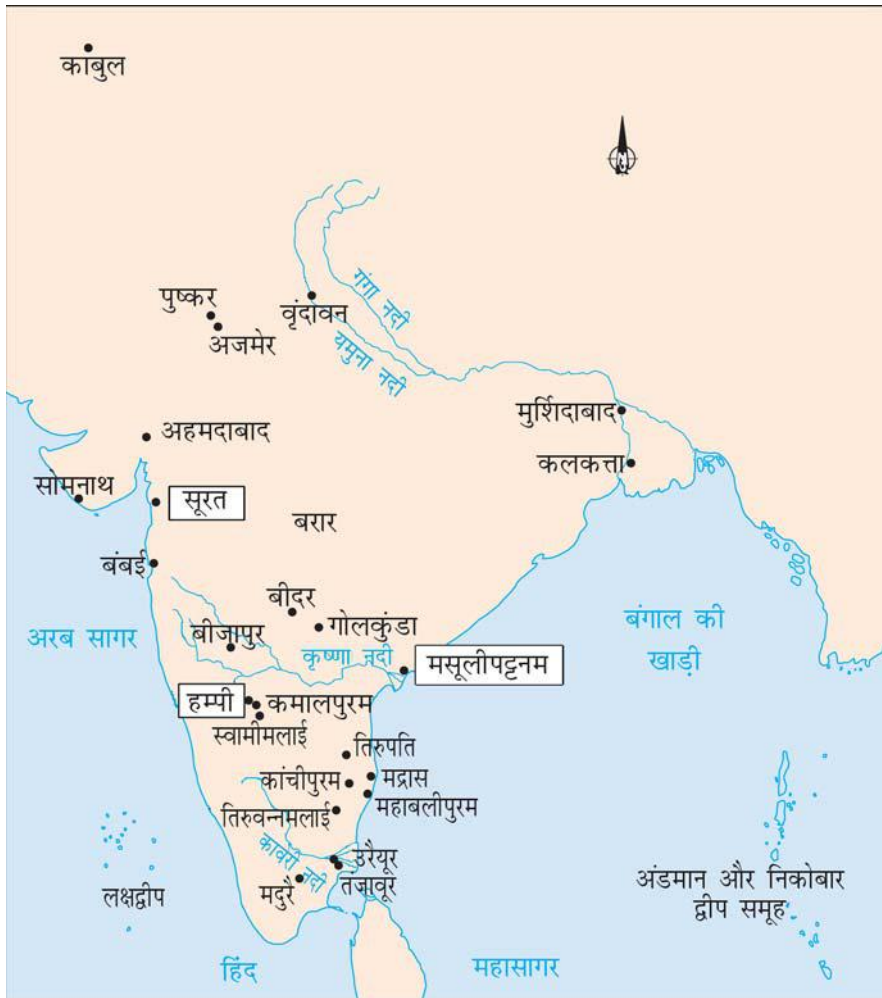 काबुल
पुष्कर
अजमेर
वृंदावन
गंगा नदी
यमुना नदी
मुर्शिदाबाद
कलकत्ता
अहमदाबाद
सोमनाथ
सूरत
बरार
बंबई
बीदर
गोलकुंडा
बीजापुर
कृष्णा नदी
मसूलीपट्टनम
अरब सागर
बंगाल की
खाड़ी
हम्पी
कमालपुरम
स्वामीमलाई
तिरुपति
कांचीपुरम
मद्रास
महाबलीपुरम
तिरुवन्नमलाई
कावेरी नदी
उरैयूर
तंजावूर
मदुरै
लक्षद्वीप
अंडमान और निकोबार
द्वीप समूह
हिंद
महासागर